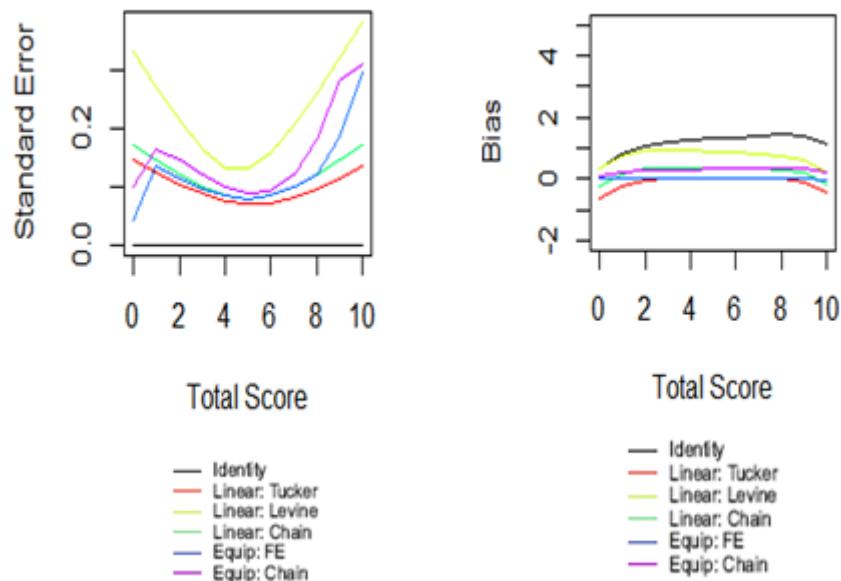 Standard Error
0.2
0.0
0 2 4 6 8 10
Total Score
Identity
Linear: Tucker
Linear: Levine
Linear: Chain
Equip: FE
Equip: Chain
Bias
4
2
0
-2
0 2 4 6 8 10
Total Score
Identity
Linear: Tucker
Linear: Levine
Linear: Chain
Equip: FE
Equip: Chain